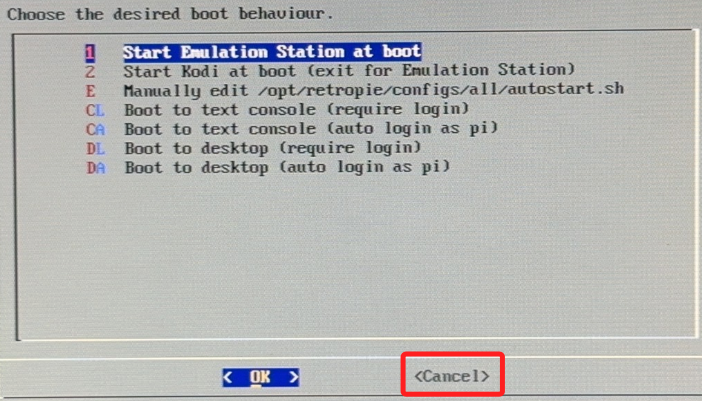 Choose the desired boot behaviour.
1 Start Emulation Station at boot
2 Start Kodi at boot (exit for Emulation Station)
E Manually edit /opt/retropie/configs/all/autostart.sh
CL Boot to text console (require login)
CA Boot to text console (auto login as pi)
DL Boot to desktop (require login)
DA Boot to desktop (auto login as pi)
< OK > <Cancel>